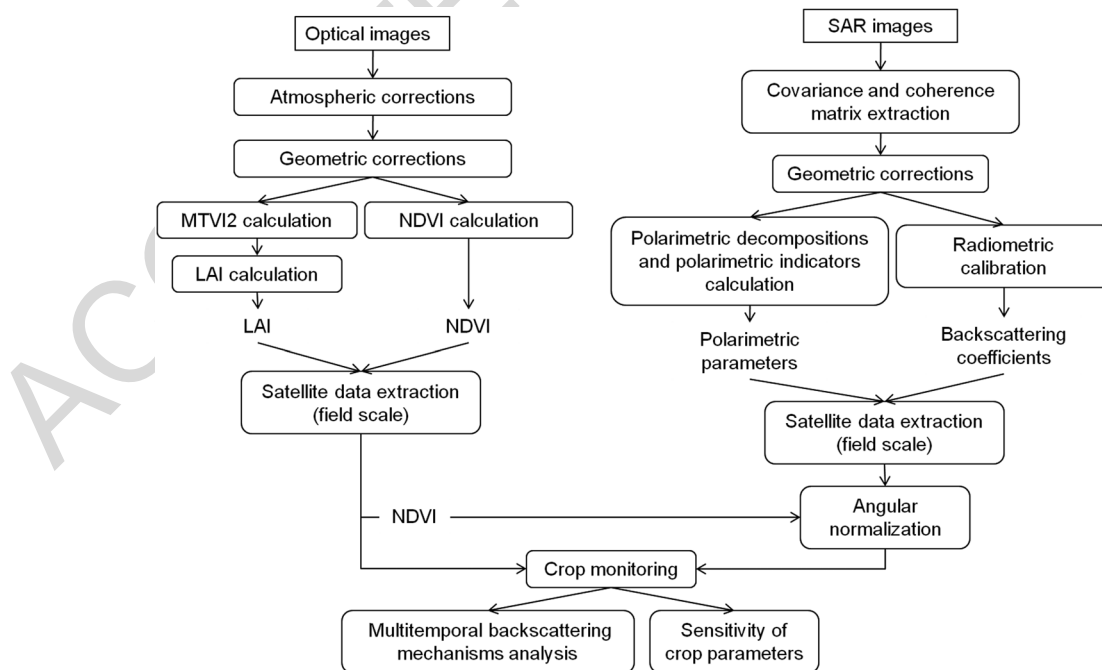 Optical images
SAR images
Atmospheric corrections
Covariance and coherence
matrix extraction
Geometric corrections
Geometric corrections
MTVI2 calculation
NDVI calculation
Polarimetric decompositions
and polarimetric indicators
calculation
Radiometric
calibration
LAI calculation
LAI
NDVI
Polarimetric
parameters
Backscattering
coefficients
Satellite data extraction
(field scale)
Satellite data extraction
(field scale)
NDVI
Angular
normalization
Crop monitoring
Multitemporal backscattering
mechanisms analysis
Sensitivity of
crop parameters